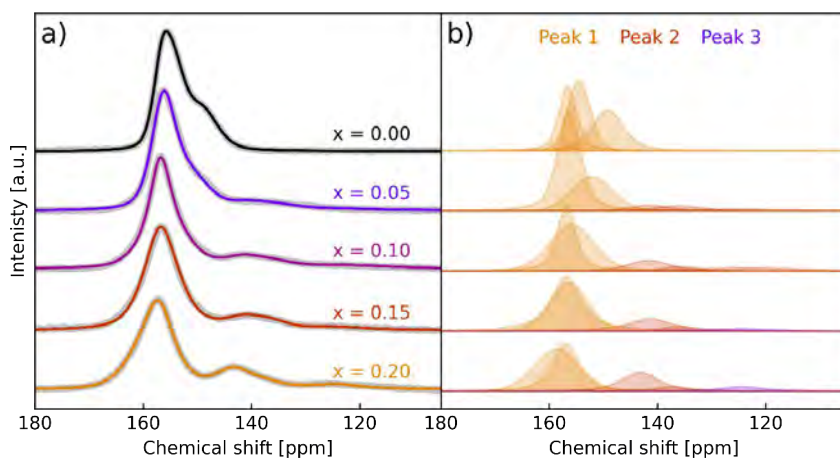 a)
x = 0.00
x = 0.05
x = 0.10
x = 0.15
x = 0.20
Intenisty [a.u.]
180 160 140 120 180
Chemical shift [ppm]
b)
Peak 1 Peak 2 Peak 3
160 140 120
Chemical shift [ppm]